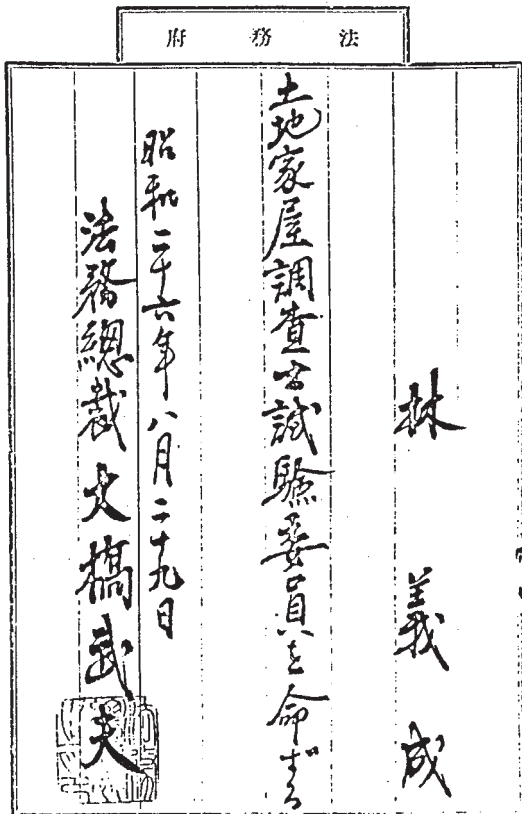 府務法
林義成
土地家屋調査士試験委員を命ずる
昭和二十六年八月二十九日
法務總裁大橋武夫